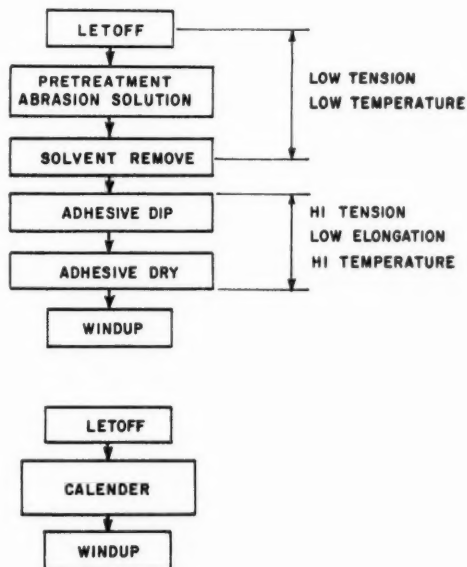 LETOFF
PRETREATMENT
ABRASION SOLUTION
LOW TENSION
LOW TEMPERATURE
SOLVENT REMOVE
ADHESIVE DIP
HI TENSION
LOW ELONGATION
HI TEMPERATURE
ADHESIVE DRY
WINDUP
LETOFF
CALENDER
WINDUP